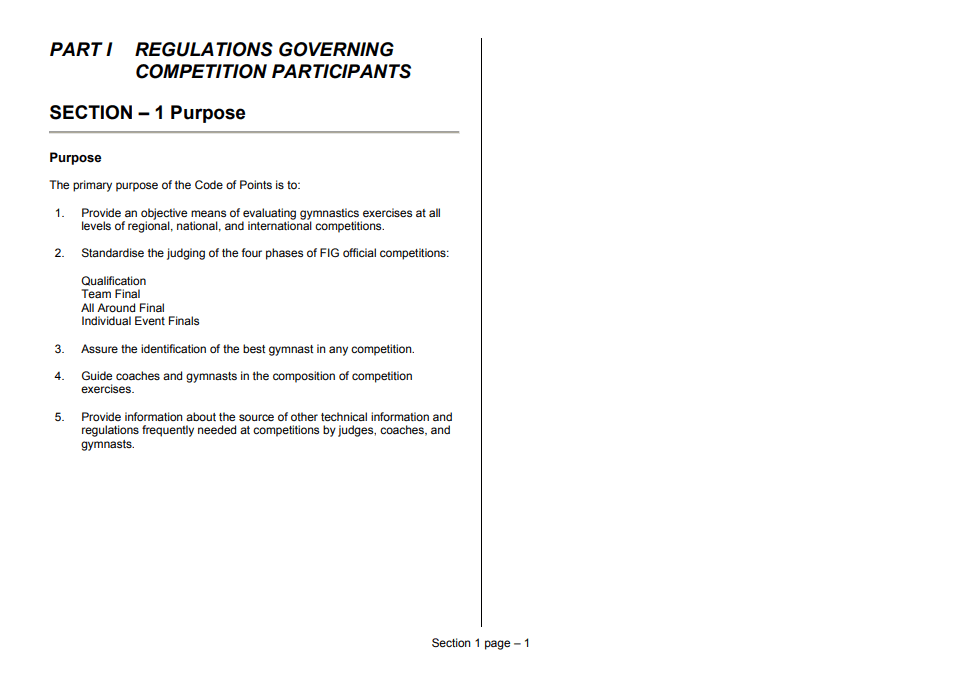 PART I REGULATIONS GOVERNING
COMPETITION PARTICIPANTS
SECTION – 1 Purpose
Purpose
The primary purpose of the Code of Points is to:
1. Provide an objective means of evaluating gymnastics exercises at all
levels of regional, national, and international competitions.
2. Standardise the judging of the four phases of FIG official competitions:
Qualification
Team Final
All Around Final
Individual Event Finals
3. Assure the identification of the best gymnast in any competition.
4. Guide coaches and gymnasts in the composition of competition
exercises.
5. Provide information about the source of other technical information and
regulations frequently needed at competitions by judges, coaches, and
gymnasts.
Section 1 page – 1